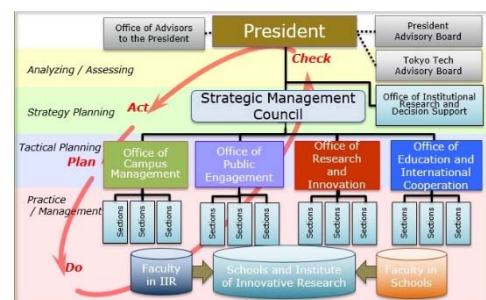 Office of Advisors
to the President
President
President
Advisory Board
Check
Tokyo Tech
Advisory Board
Analyzing / Assessing
Act
Strategic Management
Council
Office of Institutional
Research and
Decision Support
Strategy Planning
Tactical Planning
Plan
Office of
Campus
Management
Office of
Public
Engagement
Office of
Research
and
Innovation
Office of
Education and
International
Cooperation
Practice
/ Management
Sections
Sections
Sections
Sections
Sections
Sections
Sections
Sections
Sections
Sections
Sections
Sections
Do
Faculty
in IIR
Schools and Institute
of Innovative Research
Faculty in
Schools